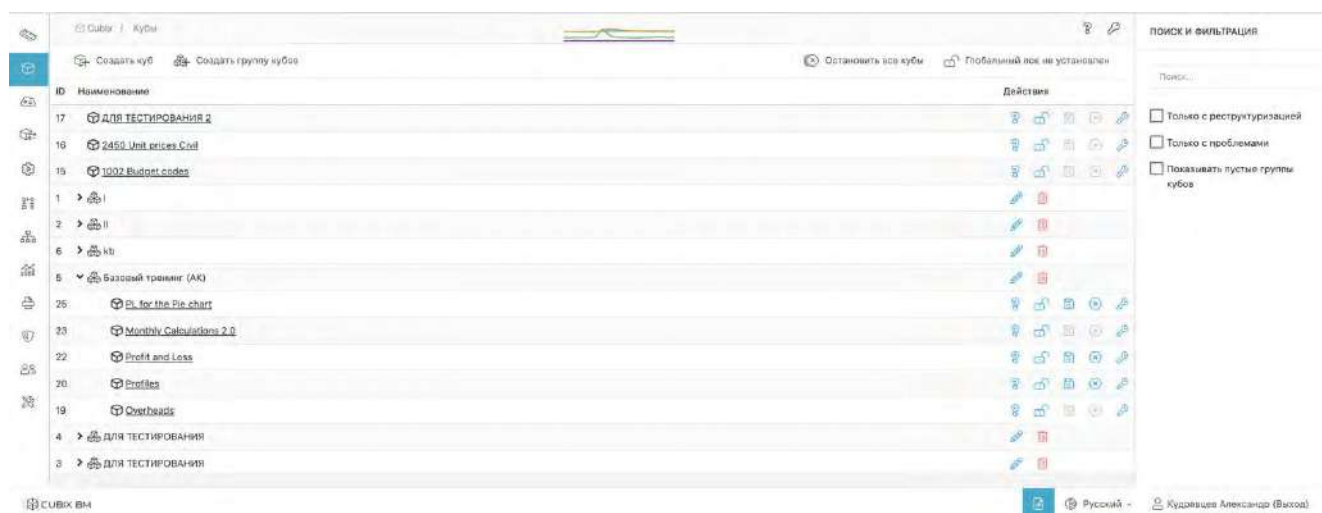 Cubix / Кубы
ПОИСК И ФИЛЬТРАЦИЯ
Создать куб Создать группу кубов Остановить все кубы Глобальный лок не установлен
Поиск...
ID Наименование Действия
17 ДЛЯ ТЕСТИРОВАНИЯ 2
Только с реструктуризацией
16 2450 Unit prices Civil
Только с проблемами
15 1002 Budget codes
Показывать пустые группы
кубов
1 I
2 II
6 kb
5 Базовый тренинг (АК)
25 PL for the Pie chart
23 Monthly Calculations 2.0
22 Profit and Loss
20 Profiles
19 Overheads
4 ДЛЯ ТЕСТИРОВАНИЯ
3 ДЛЯ ТЕСТИРОВАНИЯ
CUBIX BM Русский Кудрявцев Александр (Выход)